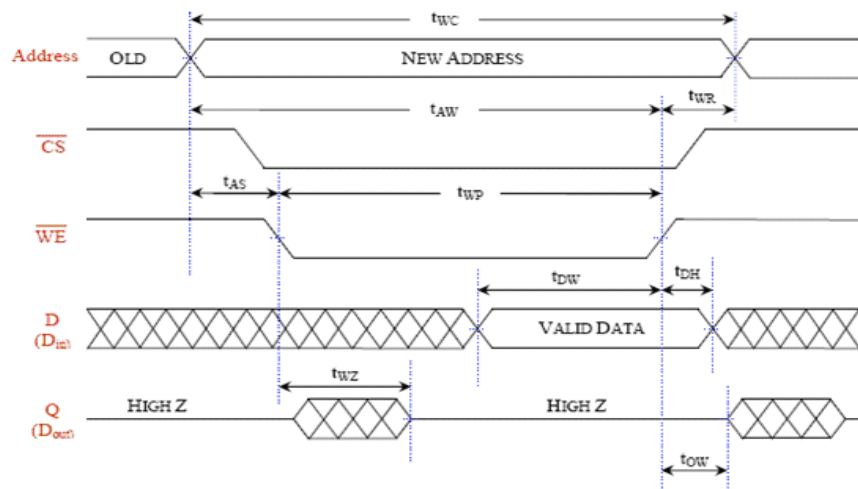 tWC
Address OLD NEW ADDRESS
tAW tWR
CS
tAS tWP
WE
tDW tDH
D
(Din)
VALID DATA
tWZ
HIGH Z HIGH Z
Q
(Dout)
tOW